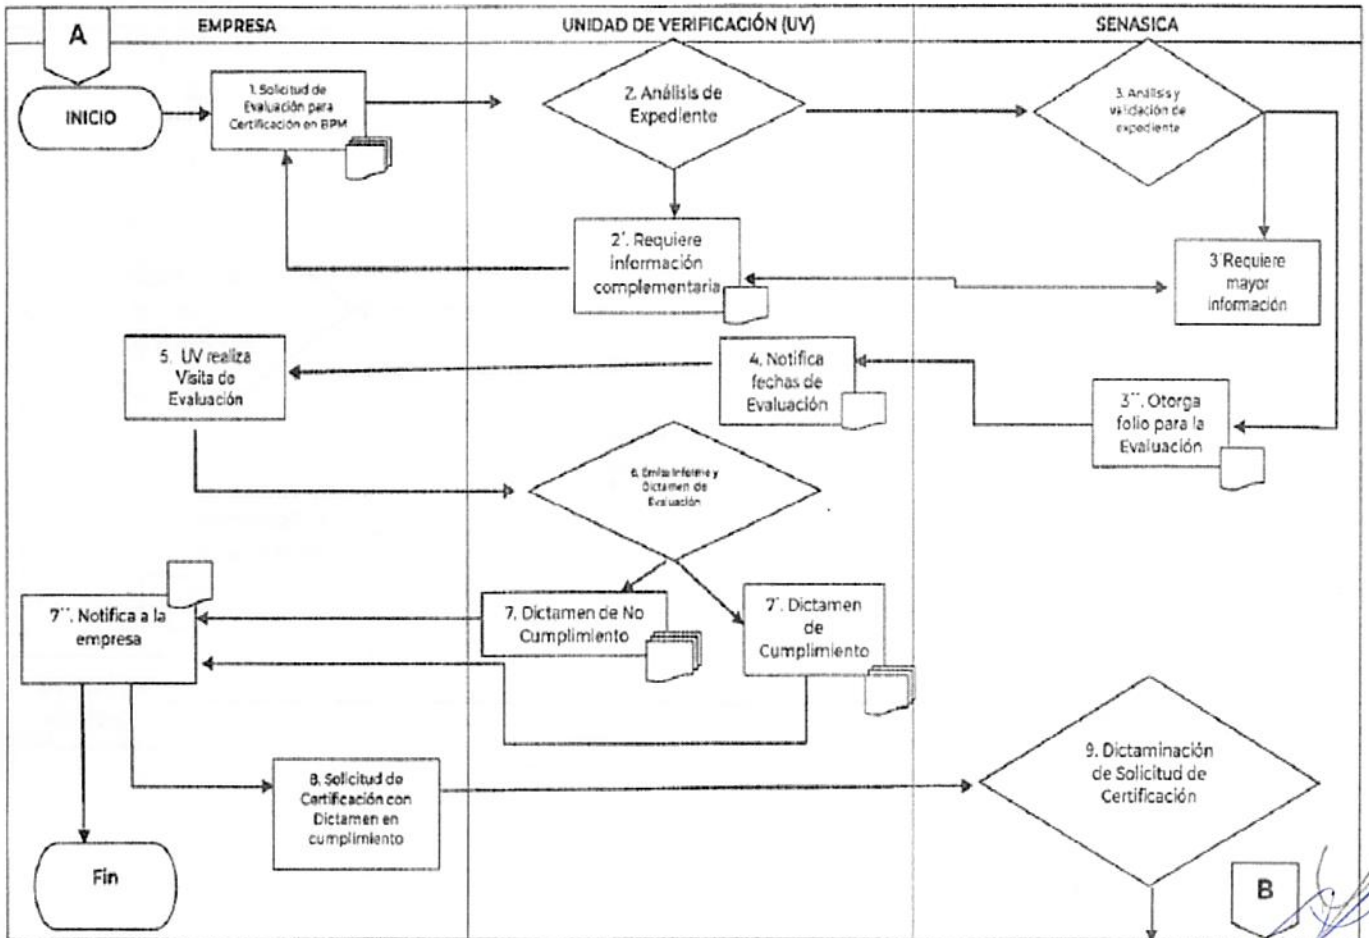 A
EMPRESA
UNIDAD DE VERIFICACIÓN (UV)
SENASICA
INICIO
1. Solicitud de
Evaluación para
Certificación en BPM
2. Análisis de
Expediente
3. Análisis y
validación de
expediente
2´. Requiere
información
complementaria
3´Requiere
mayor
información
5. UV realiza
Visita de
Evaluación
4. Notifica
fechas de
Evaluación
3´´. Otorga
folio para la
Evaluación
6. Emite Informe y
Dictamen de
Evaluación
7´´. Notifica a la
empresa
7. Dictamen de No
Cumplimiento
7´. Dictamen
de
Cumplimiento
8. Solicitud de
Certificación con
Dictamen en
cumplimiento
9. Dictaminación
de Solicitud de
Certificación
Fin
B